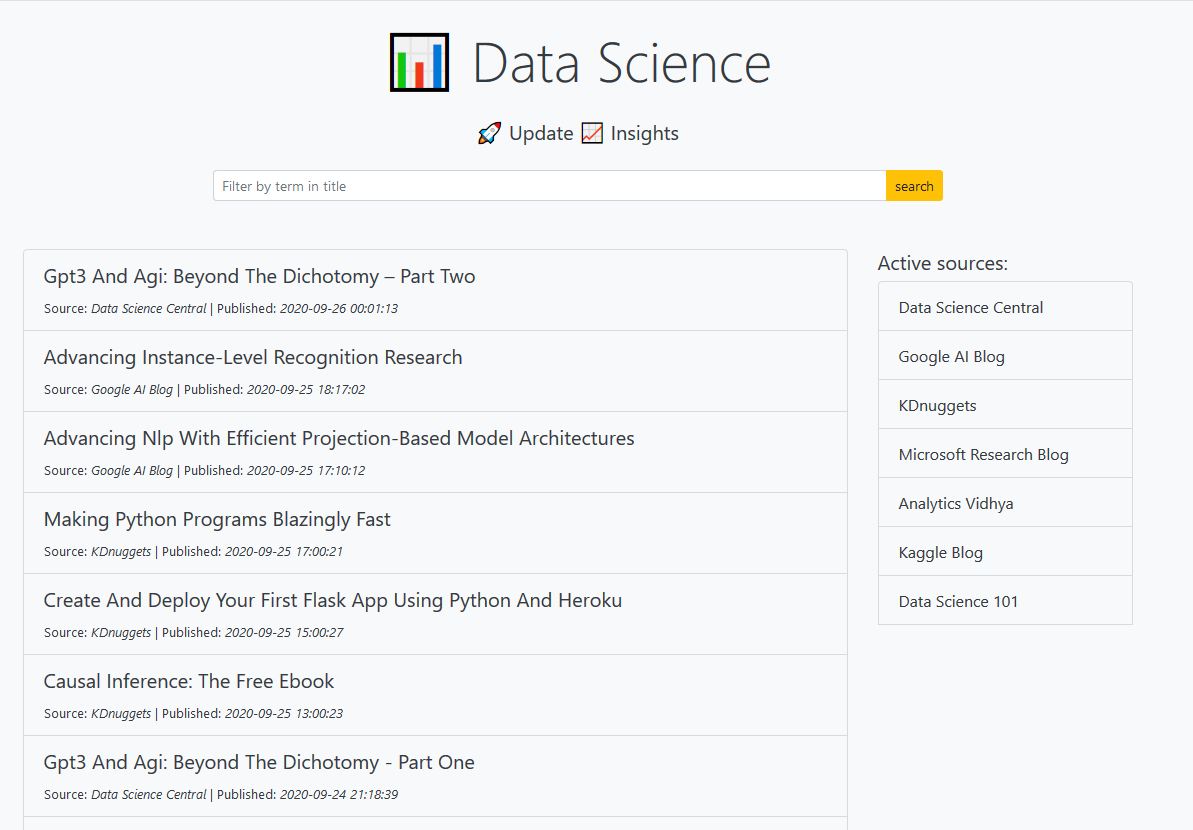 Data Science
Update Insights
Filter by term in title
search
Gpt3 And Agi: Beyond The Dichotomy – Part Two
Source: Data Science Central | Published: 2020-09-26 00:01:13
Advancing Instance-Level Recognition Research
Source: Google AI Blog | Published: 2020-09-25 18:17:02
Advancing Nlp With Efficient Projection-Based Model Architectures
Source: Google AI Blog | Published: 2020-09-25 17:10:12
Making Python Programs Blazingly Fast
Source: KDnuggets | Published: 2020-09-25 17:00:21
Create And Deploy Your First Flask App Using Python And Heroku
Source: KDnuggets | Published: 2020-09-25 15:00:27
Causal Inference: The Free Ebook
Source: KDnuggets | Published: 2020-09-25 13:00:23
Gpt3 And Agi: Beyond The Dichotomy - Part One
Source: Data Science Central | Published: 2020-09-24 21:18:39
Active sources:
Data Science Central
Google AI Blog
KDnuggets
Microsoft Research Blog
Analytics Vidhya
Kaggle Blog
Data Science 101